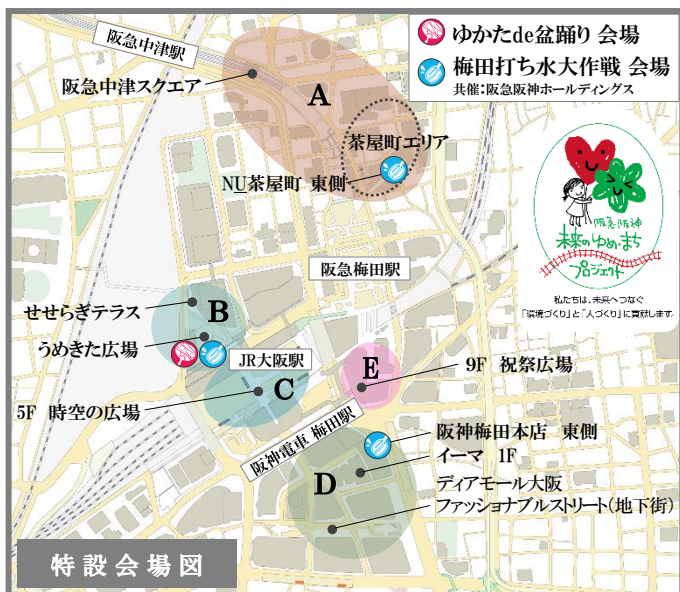 阪急中津駅
阪急中津スクエア
A
茶屋町エリア
NU茶屋町 東側
ゆかたde盆踊り 会場
梅田打ち水大作戦 会場
共催：阪急阪神ホールディングス
阪急阪神
未来のゆめ・まち
プロジェクト
私たちは、未来へつなぐ
「環境づくり」と「人づくり」に貢献します。
阪急梅田駅
せせらぎテラス
B
うめきた広場
JR大阪駅
E
9F 祝祭広場
C
5F 時空の広場
阪神電車 梅田駅
阪神梅田本店 東側
イーマ 1F
D
ディアモール大阪
ファッショナブルストリート（地下街）
特設会場図